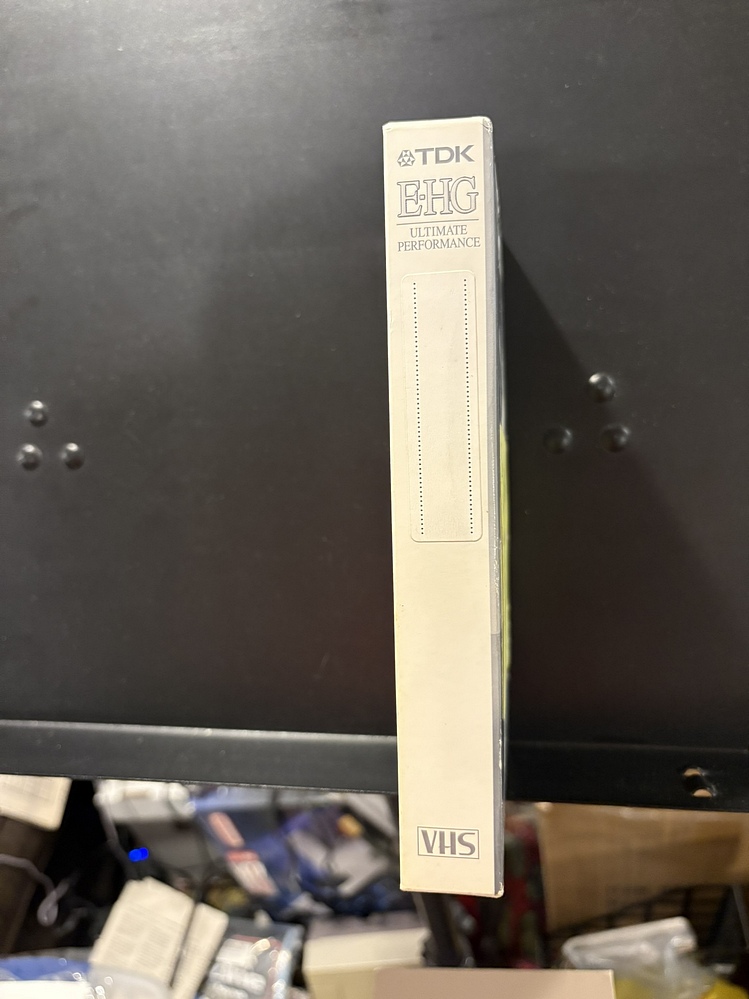 TDK
E-HG
ULTIMATE
PERFORMANCE
VHS